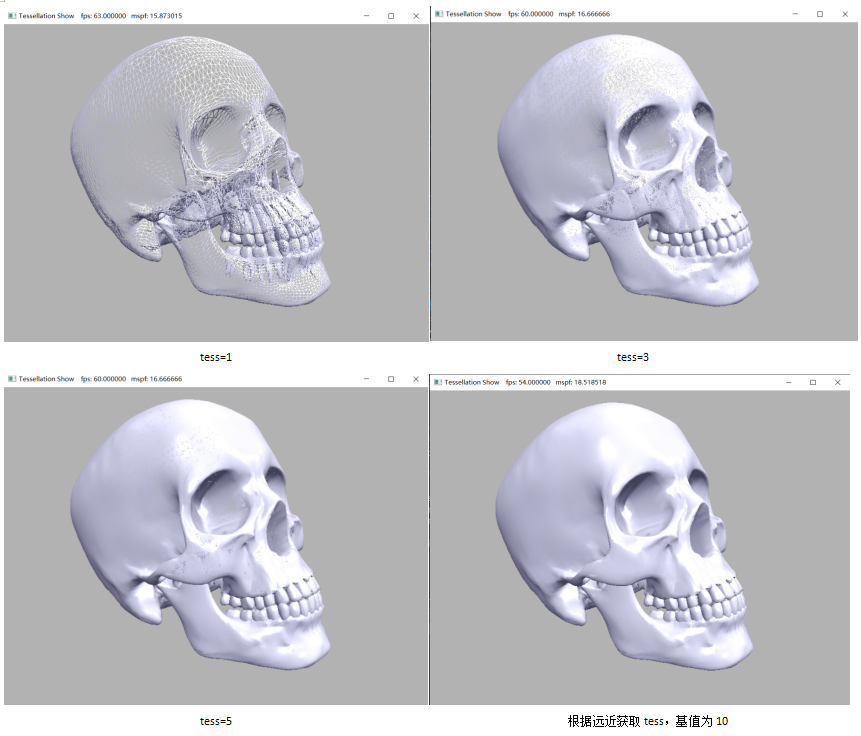 Tessellation Show fps: 63.000000 mspf: 15.873015
Tessellation Show fps: 60.000000 mspf: 16.666666
tess=1
tess=3
Tessellation Show fps: 60.000000 mspf: 16.666666
Tessellation Show fps: 54.000000 mspf: 18.518518
tess=5
根据远近获取 tess，基值为 10